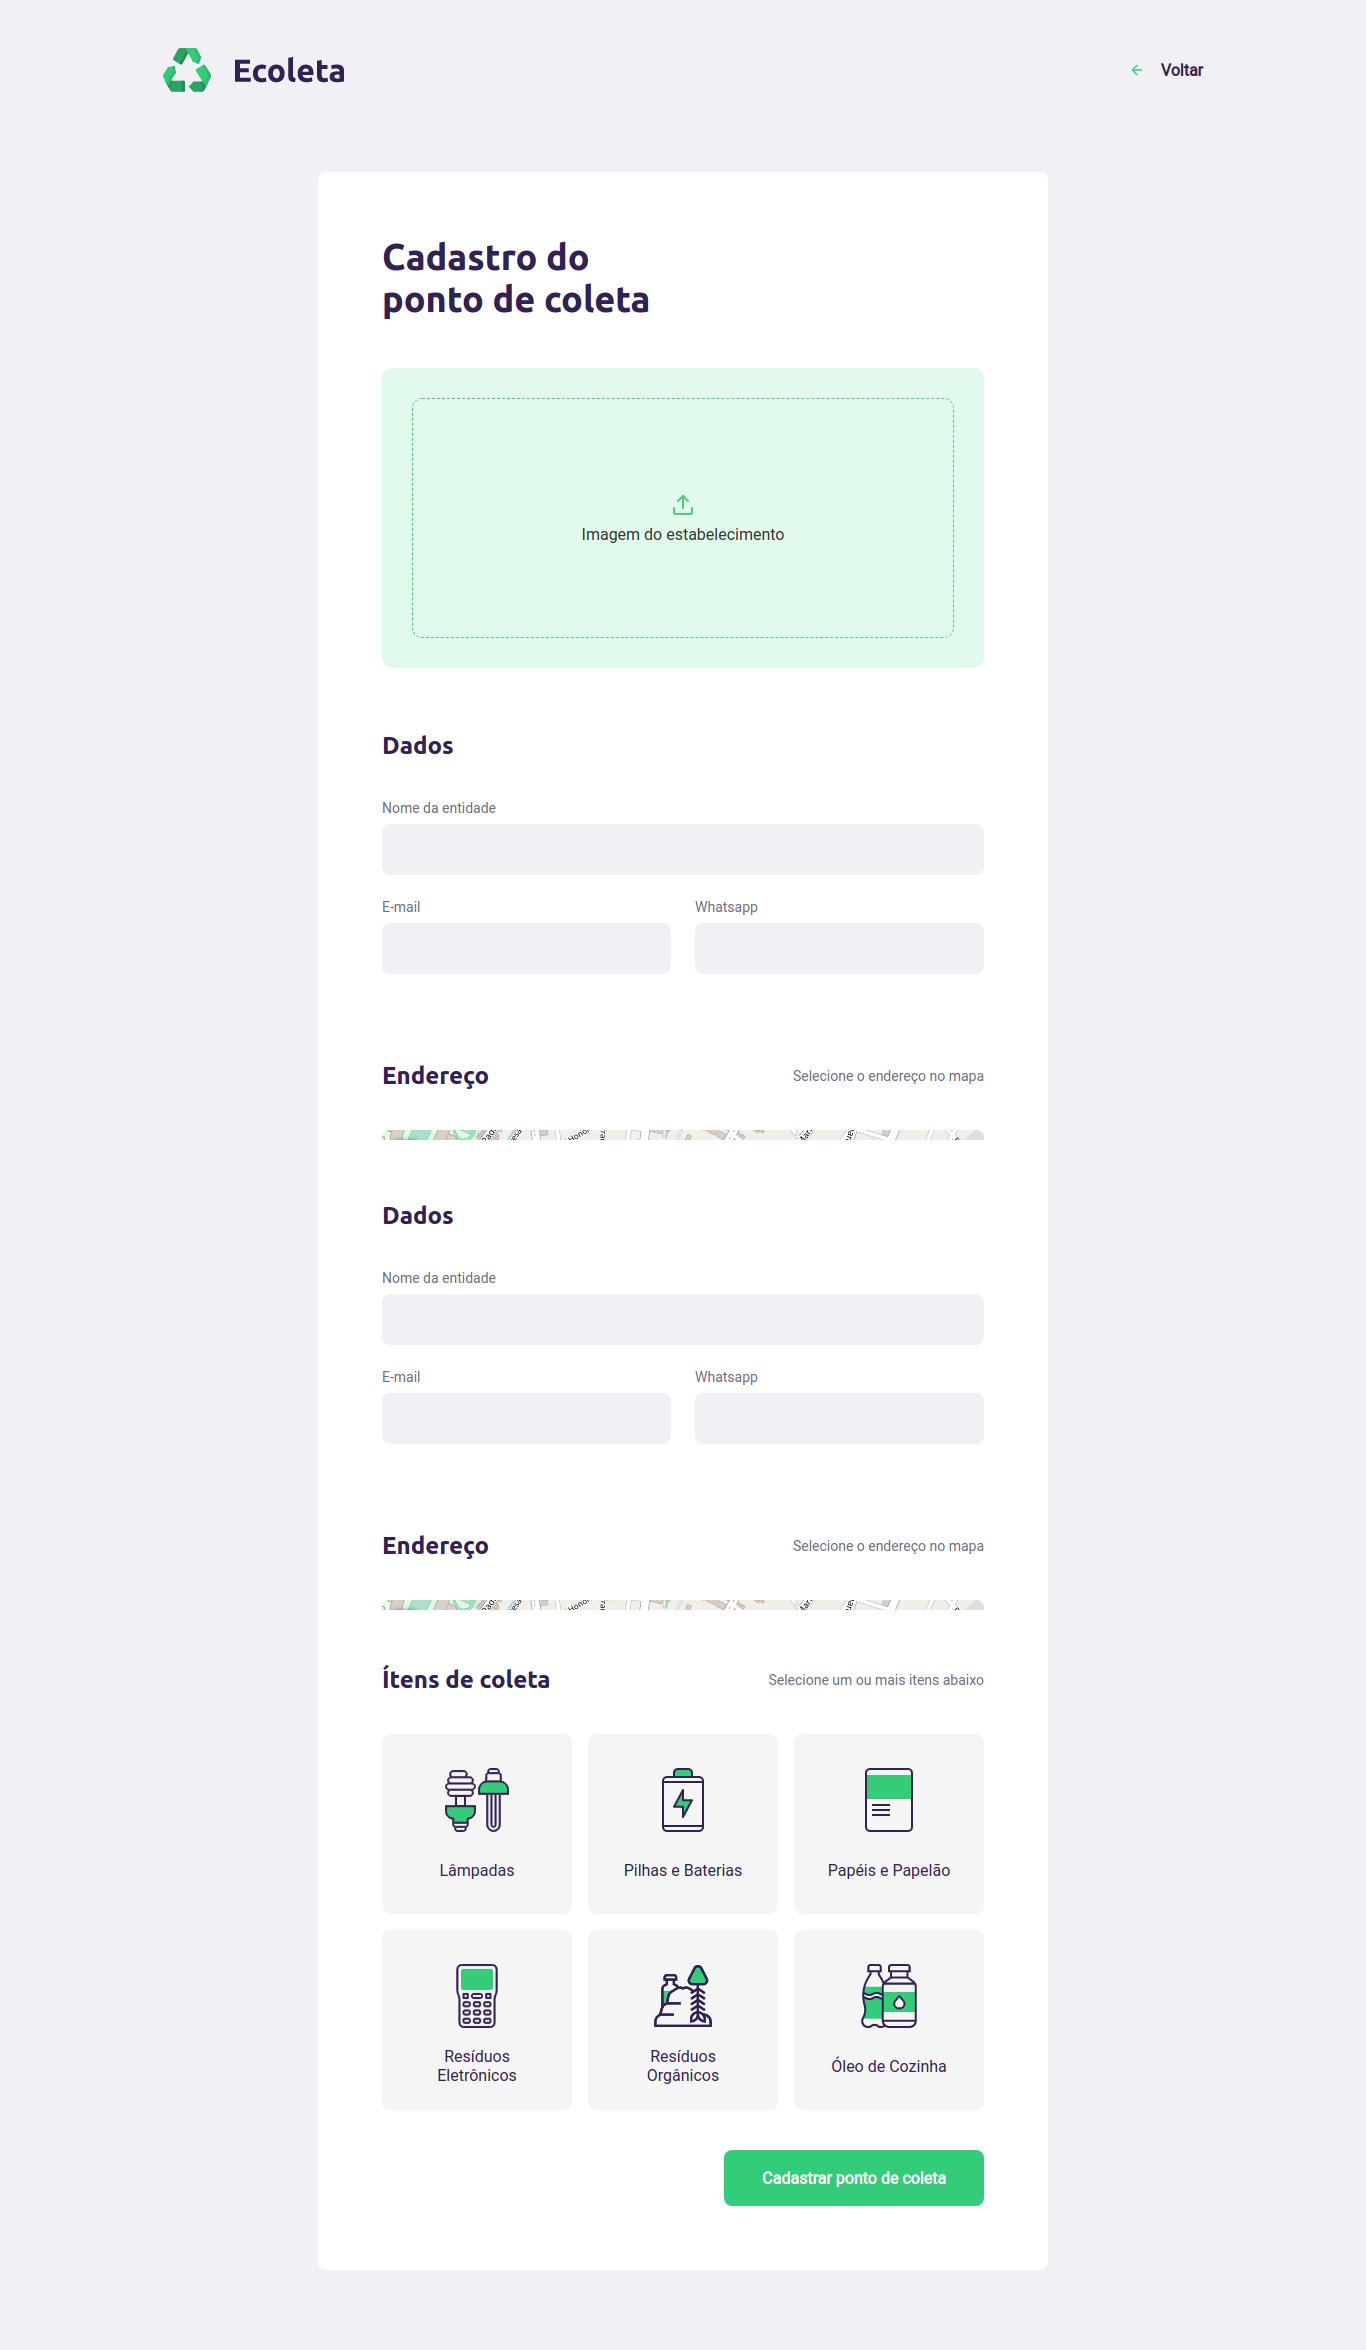 Ecoleta
Voltar
Cadastro do
ponto de coleta
Imagem do estabelecimento
Dados
Nome da entidade
E-mail Whatsapp
Endereço Selecione o endereço no mapa
Dados
Nome da entidade
E-mail Whatsapp
Endereço Selecione o endereço no mapa
Ítens de coleta Selecione um ou mais itens abaixo
Lâmpadas Pilhas e Baterias Papéis e Papelão
Resíduos Resíduos
Eletrônicos Orgânicos Óleo de Cozinha
Cadastrar ponto de coleta